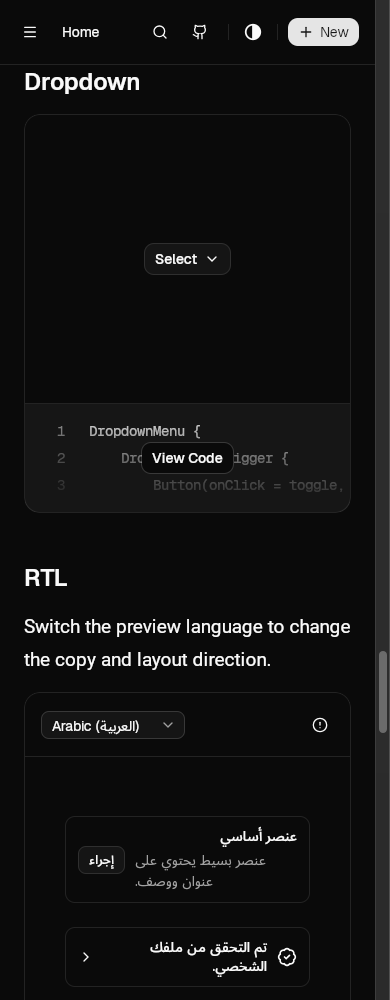 Home
New
Dropdown
Select
1 DropdownMenu {
2 Dro
igger {
View Code
3 Button(onClick = toggle,
RTL
Switch the preview language to change
the copy and layout direction.
Arabic (العربية)
عنصر أساسي
عنصر بسيط يحتوي على
عنوان ووصف.
إجراء
تم التحقق من ملفك
الشخصي.